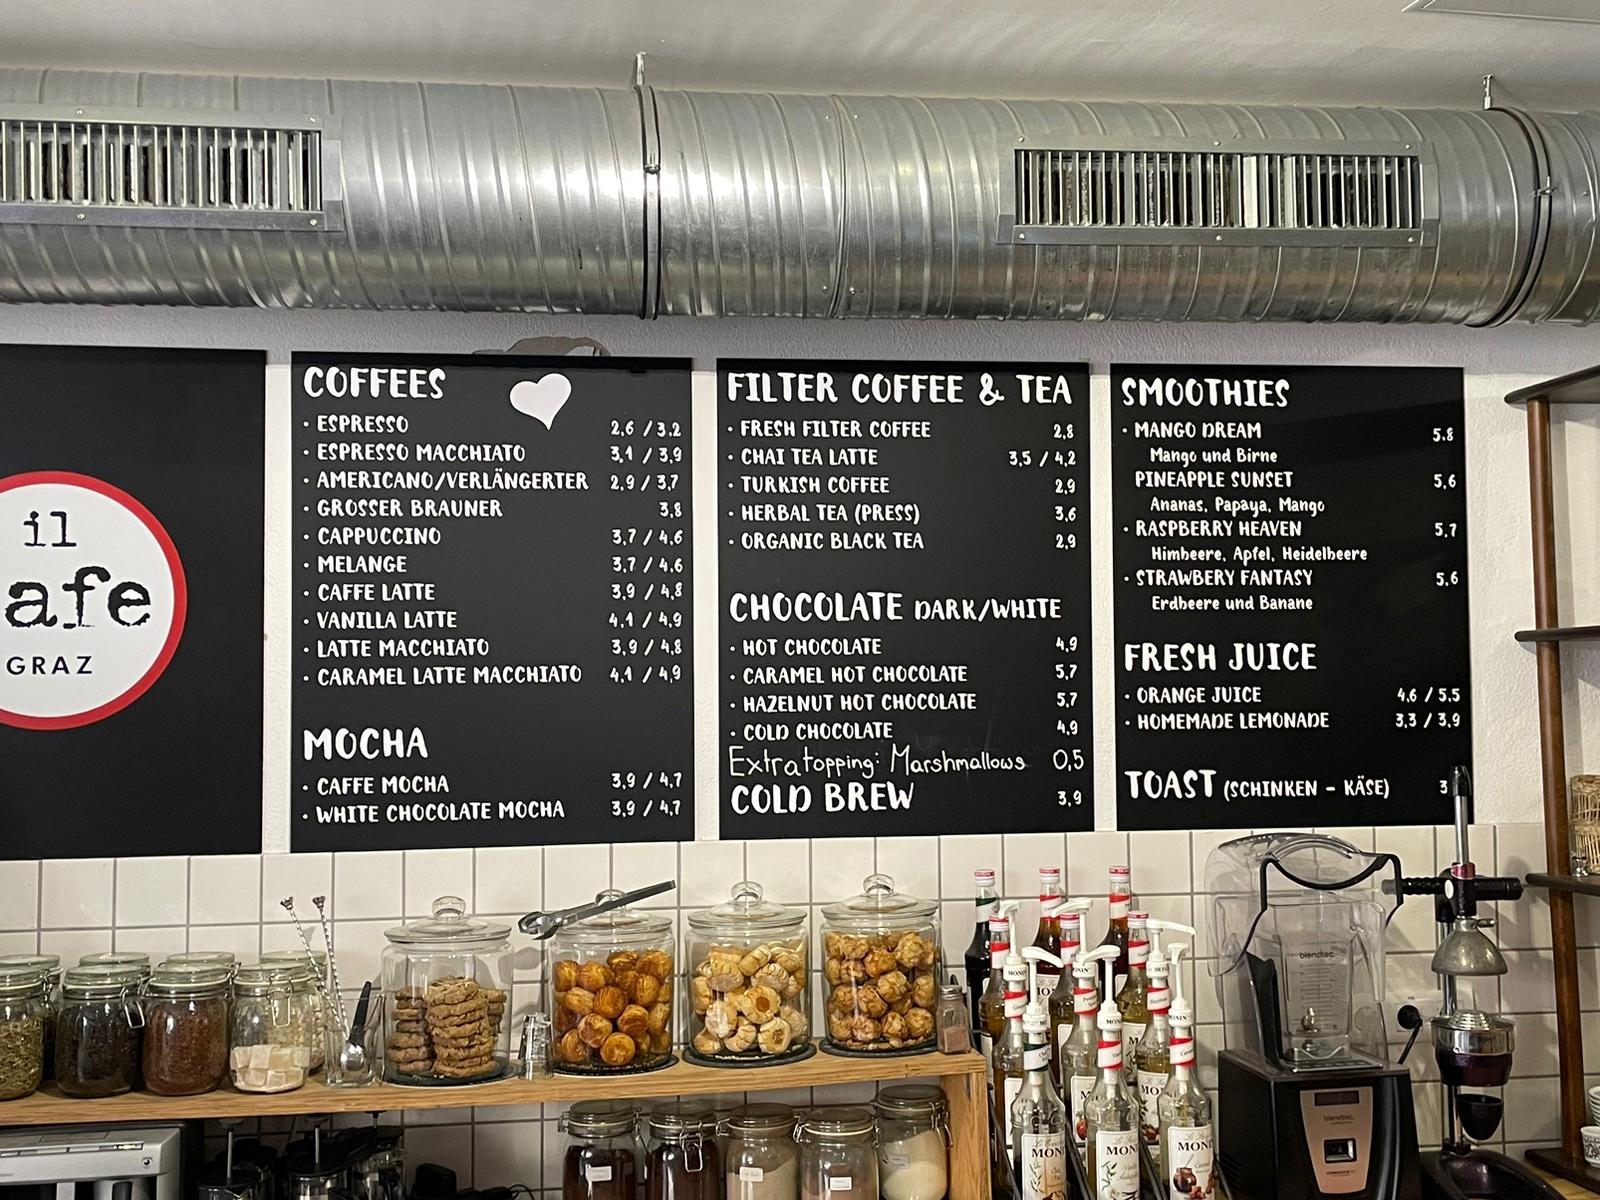 il
afe
GRAZ
COFFEES
· ESPRESSO 2,6 / 3,2
· ESPRESSO MACCHIATO 3,1 / 3,9
· AMERICANO/VERLÄNGERTER 2,9 / 3,7
· GROSSER BRAUNER 3,8
· CAPPUCCINO 3,7 / 4,6
· MELANGE 3,7 / 4,6
· CAFFE LATTE 3,9 / 4,8
· VANILLA LATTE 4,1 / 4,9
· LATTE MACCHIATO 3,9 / 4,8
· CARAMEL LATTE MACCHIATO 4,1 / 4,9
MOCHA
· CAFFE MOCHA 3,9 / 4,7
· WHITE CHOCOLATE MOCHA 3,9 / 4,7
FILTER COFFEE & TEA
· FRESH FILTER COFFEE 2,8
· CHAI TEA LATTE 3,5 / 4,2
· TURKISH COFFEE 2,9
· HERBAL TEA (PRESS) 3,6
· ORGANIC BLACK TEA 2,9
CHOCOLATE DARK/WHITE
· HOT CHOCOLATE 4,9
· CARAMEL HOT CHOCOLATE 5,7
· HAZELNUT HOT CHOCOLATE 5,7
· COLD CHOCOLATE 4,9
Extratopping: Marshmallows 0,5
COLD BREW 3,9
SMOOTHIES
· MANGO DREAM 5.8
Mango und Birne
PINEAPPLE SUNSET 5,6
Ananas, Papaya, Mango
· RASPBERRY HEAVEN 5,7
Himbeere, Apfel, Heidelbeere
· STRAWBERY FANTASY 5.6
Erdbeere und Banane
FRESH JUICE
· ORANGE JUICE 4.6 / 5.5
· HOMEMADE LEMONADE 3,3 / 3,9
TOAST (SCHINKEN - KÄSE) 3
blendtec
blendtec
MONIN
MONIN
MONIN